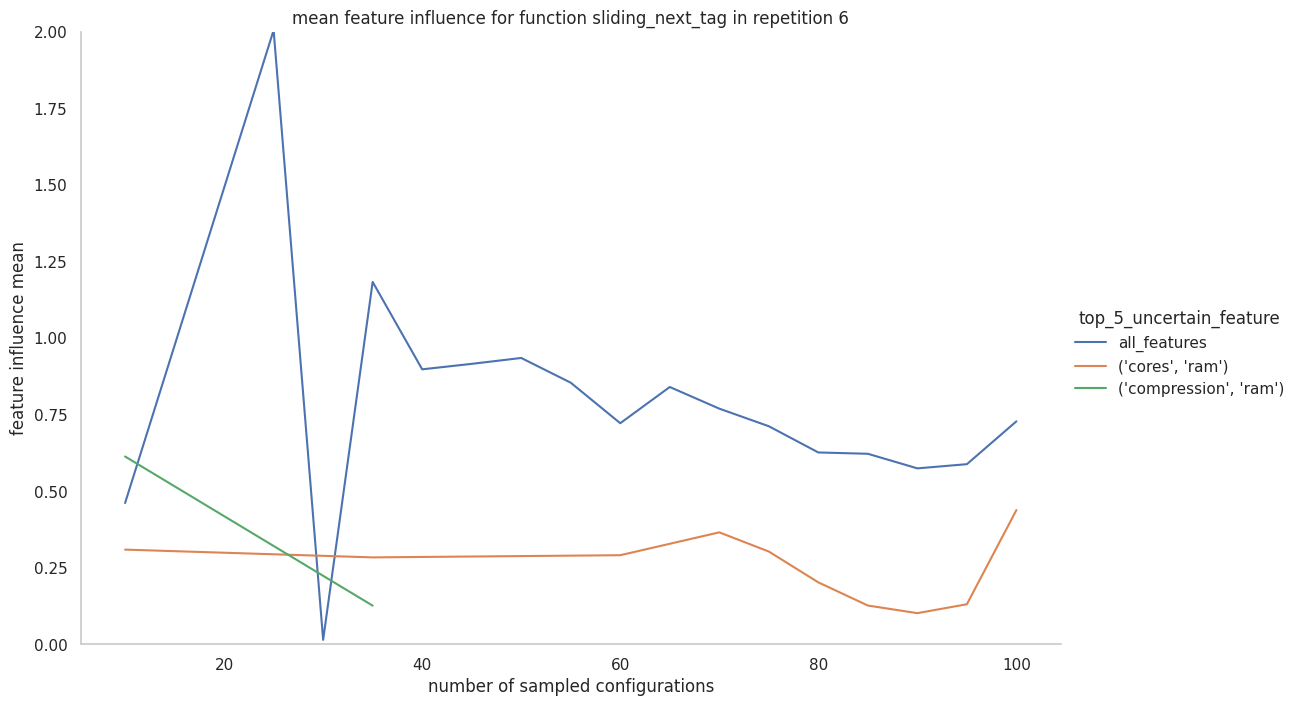 mean feature influence for function sliding_next_tag in repetition 6
2.00
1.75
1.50
1.25
1.00
0.75
0.50
0.25
0.00
feature influence mean
20 40 60 80 100
number of sampled configurations
top_5_uncertain_feature
all_features
('cores', 'ram')
('compression', 'ram')